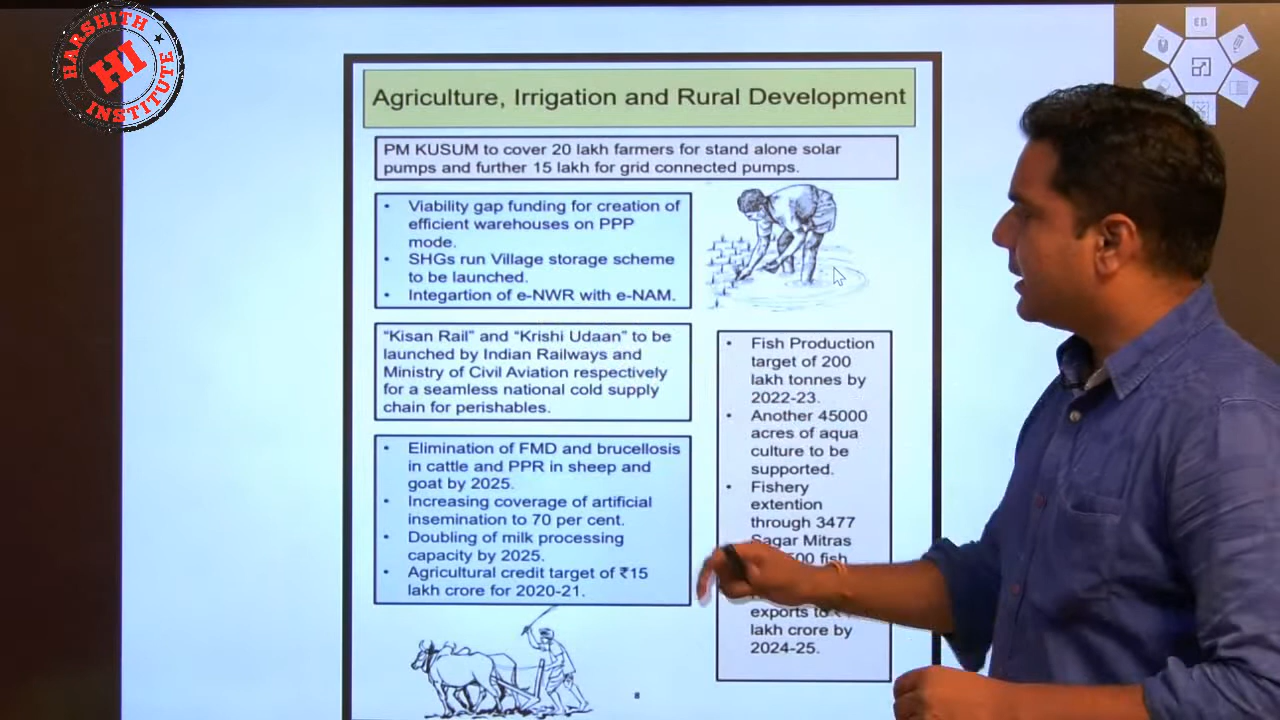 HARSHITH
HI
INSTITUTE
EB
Agriculture, Irrigation and Rural Development
PM KUSUM to cover 20 lakh farmers for stand alone solar
pumps and further 15 lakh for grid connected pumps.
• Viability gap funding for creation of
efficient warehouses on PPP
mode.
• SHGs run Village storage scheme
to be launched.
• Integartion of e-NWR with e-NAM.
“Kisan Rail” and “Krishi Udaan” to be
launched by Indian Railways and
Ministry of Civil Aviation respectively
for a seamless national cold supply
chain for perishables.
• Elimination of FMD and brucellosis
in cattle and PPR in sheep and
goat by 2025.
• Increasing coverage of artificial
insemination to 70 per cent.
• Doubling of milk processing
capacity by 2025.
• Agricultural credit target of ₹15
lakh crore for 2020-21.
• Fish Production
target of 200
lakh tonnes by
2022-23.
• Another 45000
acres of aqua
culture to be
supported.
• Fishery
extention
through 3477
Sagar Mitras
fish
exports to
lakh crore by
2024-25.
8